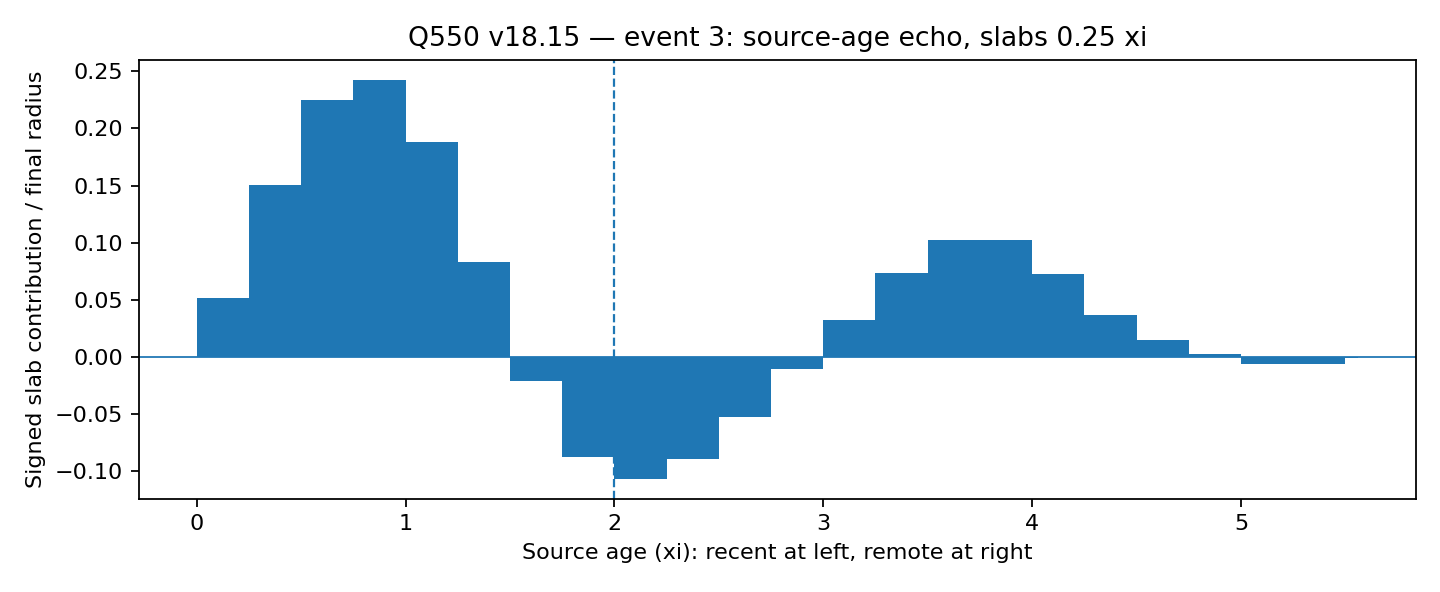 Q550 v18.15 — event 3: source-age echo, slabs 0.25 xi
Signed slab contribution / final radius
0.25
0.20
0.15
0.10
0.05
0.00
−0.05
−0.10
0 1 2 3 4 5
Source age (xi): recent at left, remote at right